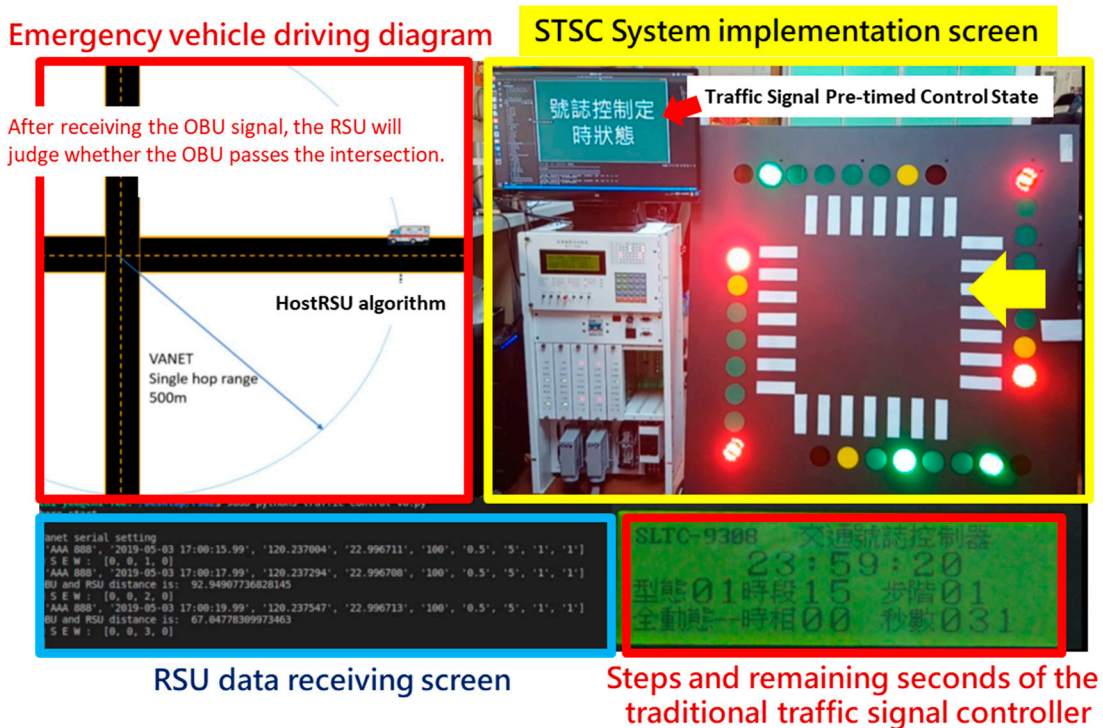 Emergency vehicle driving diagram
STSC System implementation screen
After receiving the OBU signal, the RSU will
judge whether the OBU passes the intersection.
HostRSU algorithm
VANET
Single hop range
500m
號誌控制定
時狀態
Traffic Signal Pre-timed Control State
anet serial setting
'AAA 888', '2019-05-03 17:00:15.99', '120.237004', '22.996711', '100', '0.5', '5', '1', '1']
S E W : [0, 0, 1, 0]
'AAA 888', '2019-05-03 17:00:17.99', '120.237294', '22.996708', '100', '0.5', '5', '1', '1']
BU and RSU distance is: 92.94907736828145
S E W : [0, 0, 2, 0]
'AAA 888', '2019-05-03 17:00:19.99', '120.237547', '22.996713', '100', '0.5', '5', '1', '1']
BU and RSU distance is: 67.04778309973463
S E W : [0, 0, 3, 0]
SLTC-9308 交通號誌控制器
23:59:20
型態01時段15 步階01
全動態--時相00 秒數031
RSU data receiving screen
Steps and remaining seconds of the
traditional traffic signal controller